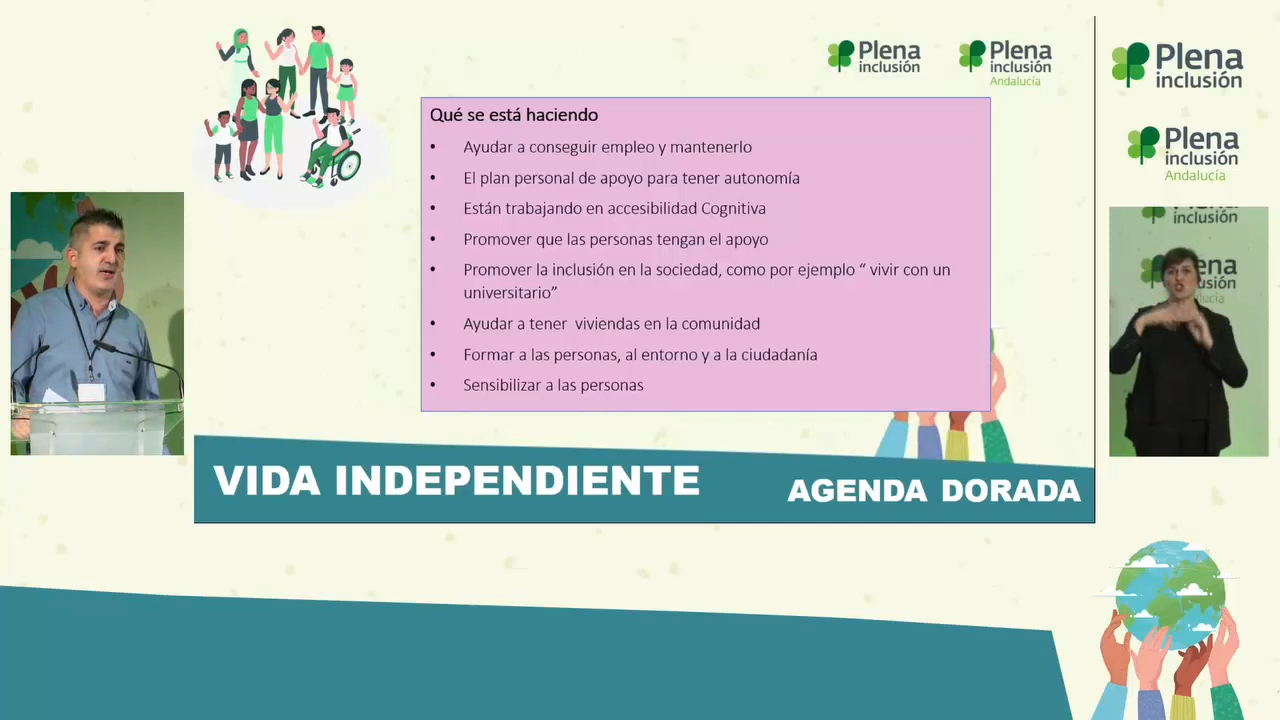 Plena
inclusión
Plena
inclusión
Andalucía
Plena
inclusión
Plena
inclusión
Andalucía
Qué se está haciendo
• Ayudar a conseguir empleo y mantenerlo
• El plan personal de apoyo para tener autonomía
• Están trabajando en accesibilidad Cognitiva
• Promover que las personas tengan el apoyo
• Promover la inclusión en la sociedad, como por ejemplo “ vivir con un
universitario”
• Ayudar a tener viviendas en la comunidad
• Formar a las personas, al entorno y a la ciudadanía
• Sensibilizar a las personas
inclusión
VIDA INDEPENDIENTE
AGENDA DORADA